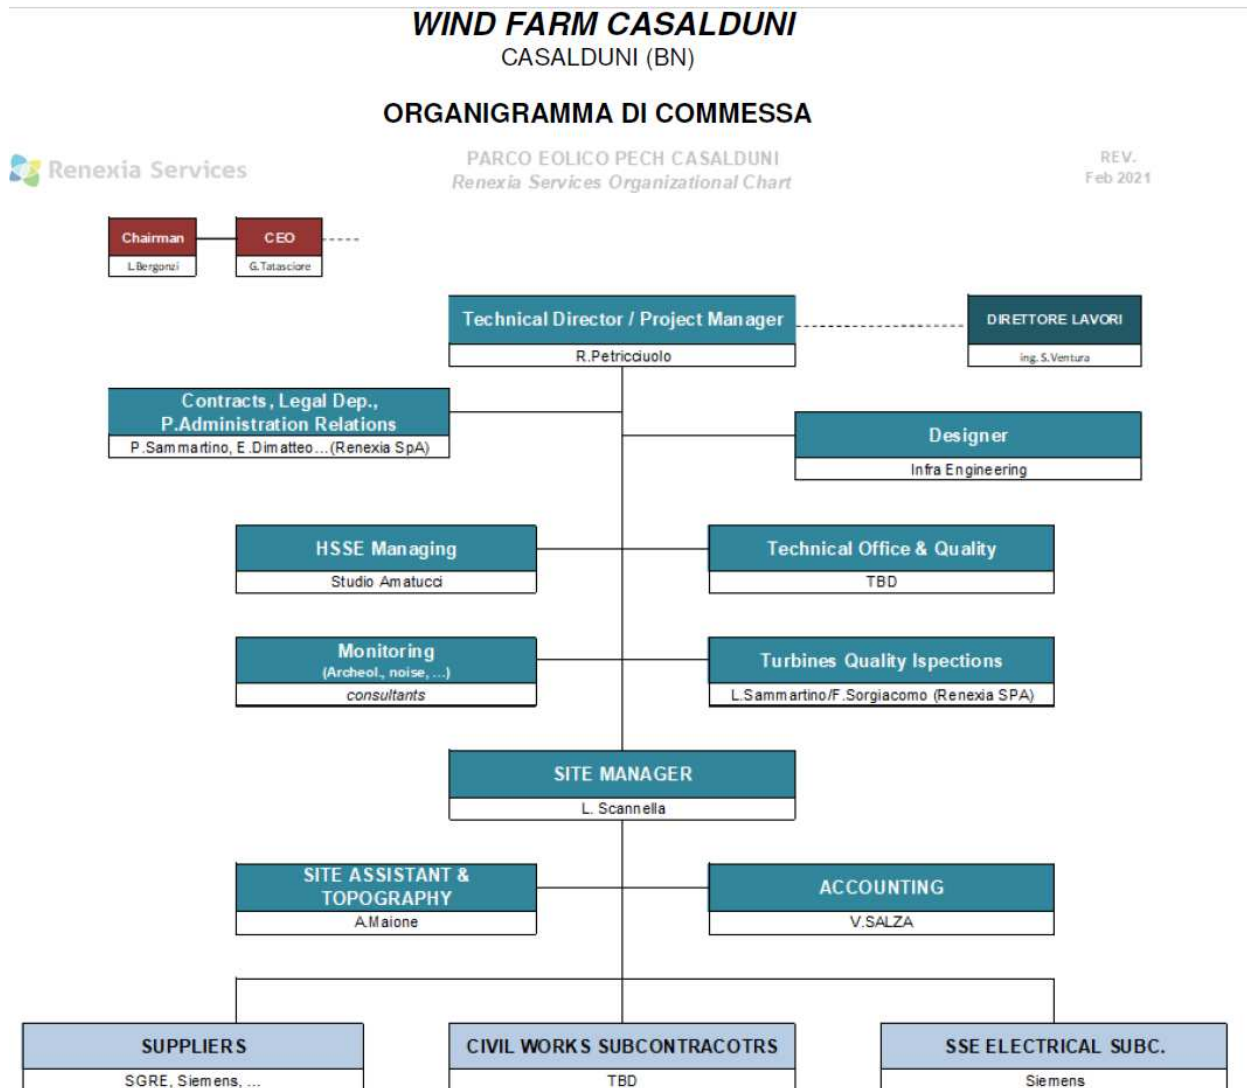 WIND FARM CASALDUNI
CASALDUNI (BN)
ORGANIGRAMMA DI COMMESSA
Renexia Services
PARCO EOLICO PECH CASALDUNI
Renexia Services Organizational Chart
REV.
Feb 2021
Chairman
L.Bergonzi
CEO
G.Tatasciore
Technical Director / Project Manager
R.Petricciuolo
DIRETTORE LAVORI
ing. S.Ventura
Contracts, Legal Dep.,
P.Administration Relations
P.Sammartino, E.Dimatteo...(Renexia SpA)
Designer
Infra Engineering
HSSE Managing
Studio Amatucci
Technical Office & Quality
TBD
Monitoring
(Archeol., noise, ...)
consultants
Turbines Quality Ispections
L.Sammartino/F.Sorgiacomo (Renexia SPA)
SITE MANAGER
L. Scannella
SITE ASSISTANT &
TOPOGRAPHY
A.Maione
ACCOUNTING
V.SALZA
SUPPLIERS
SGRE, Siemens, ...
CIVIL WORKS SUBCONTRACOTRS
TBD
SSE ELECTRICAL SUBC.
Siemens